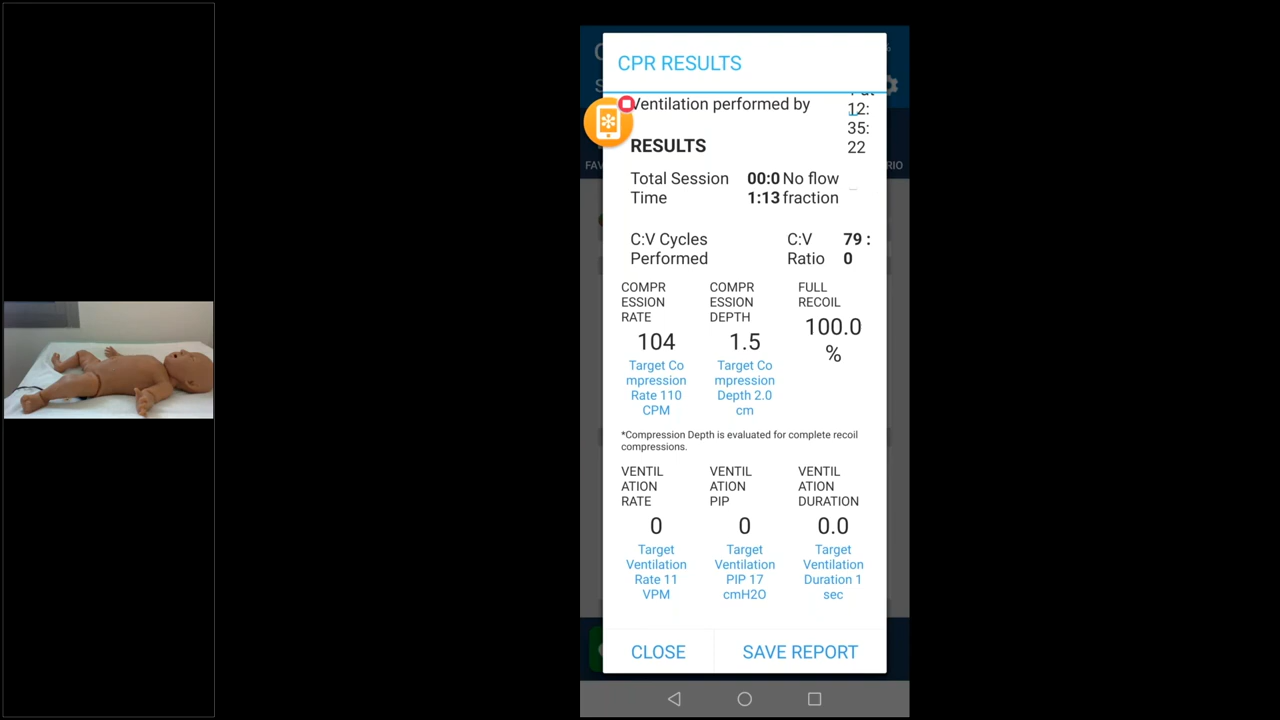 CPR RESULTS
Ventilation performed by
12:
35:
22
RESULTS
Total Session Time
00:0
1:13
No flow fraction
C:V Cycles Performed
C:V Ratio
79 :
0
COMPR
ESSION
RATE
104
Target Co
mpression
Rate 110
CPM
COMPR
ESSION
DEPTH
1.5
Target Co
mpression
Depth 2.0
cm
FULL
RECOIL
100.0
%
*Compression Depth is evaluated for complete recoil
compressions.
VENTIL
ATION
RATE
0
Target
Ventilation
Rate 11
VPM
VENTIL
ATION
PIP
0
Target
Ventilation
PIP 17
cmH2O
VENTIL
ATION
DURATION
0.0
Target
Ventilation
Duration 1
sec
CLOSE
SAVE REPORT